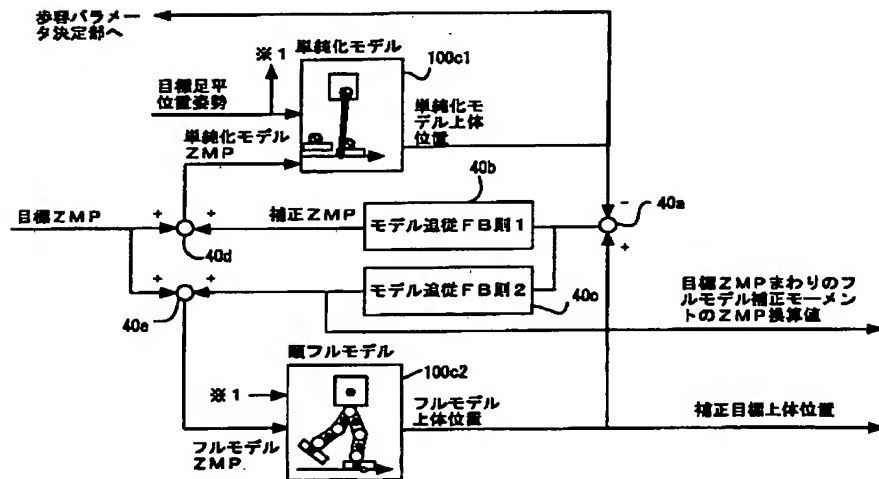 歩容パラメー
タ決定部へ
※1
単純化モデル
100c1
目標足平
位置姿勢
単純化モデル
ZMP
単純化モ
デル上体
位置
40b
目標ZMP
+
+
補正ZMP
モデル追従FB則1
-
40a
+
40d
+
+
モデル追従FB則2
40c
40e
目標ZMPまわりのフ
ルモデル補正モーメン
トのZMP換算値
順フルモデル
100c2
※1
フルモデル
上体位置
補正目標上体位置
フルモデル
ZMP